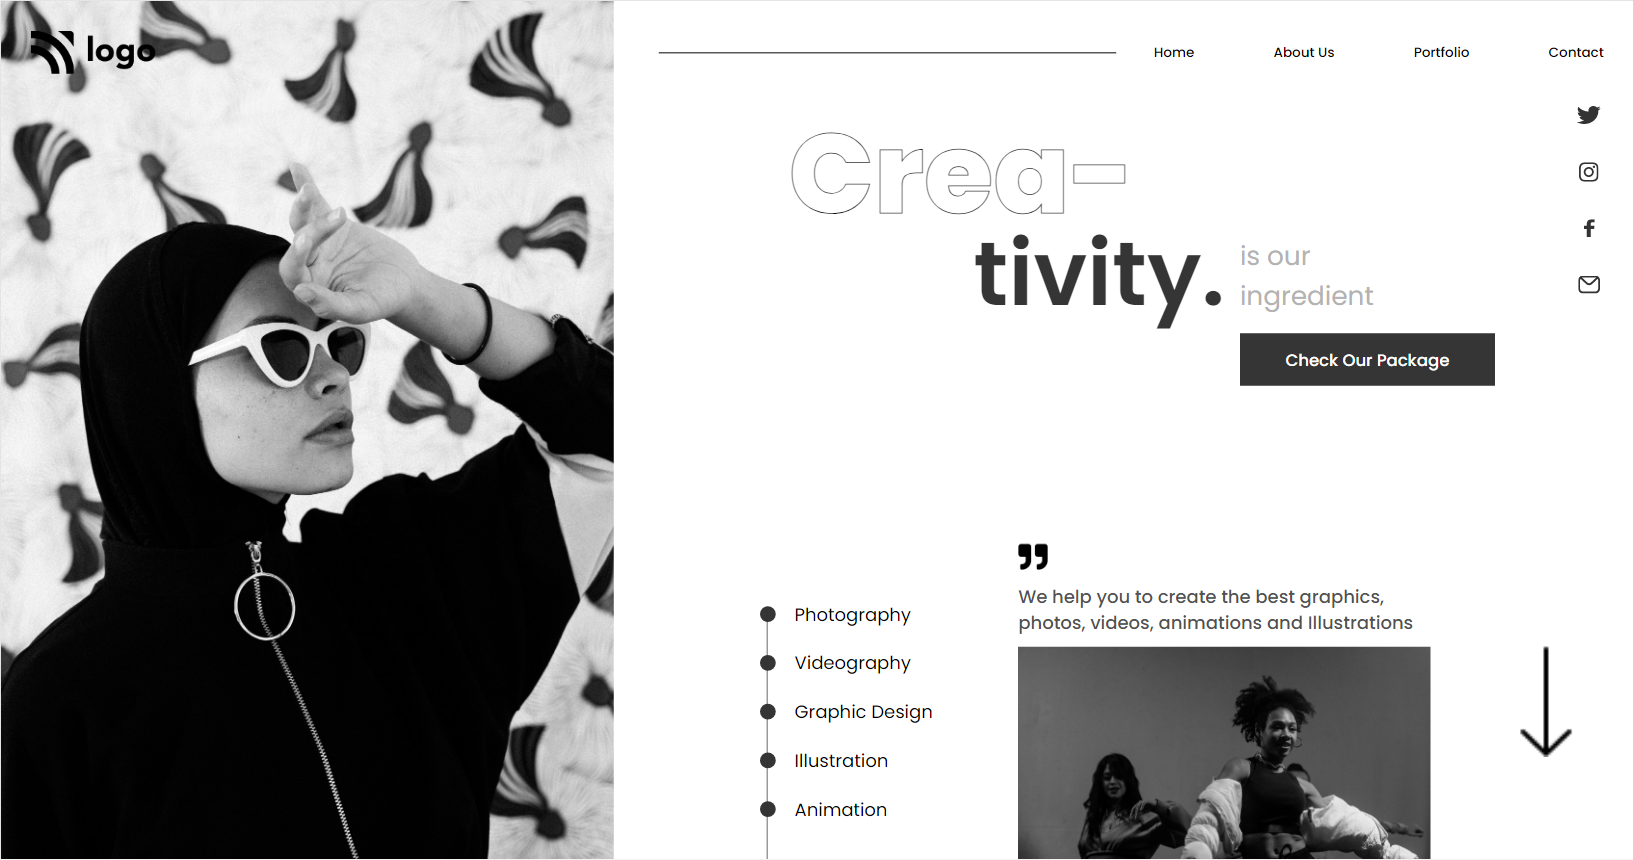 logo
Home
About Us
Portfolio
Contact
Crea-
tivity.
is our
ingredient
Check Our Package
Photography
Videography
Graphic Design
Illustration
Animation
We help you to create the best graphics,
photos, videos, animations and Illustrations